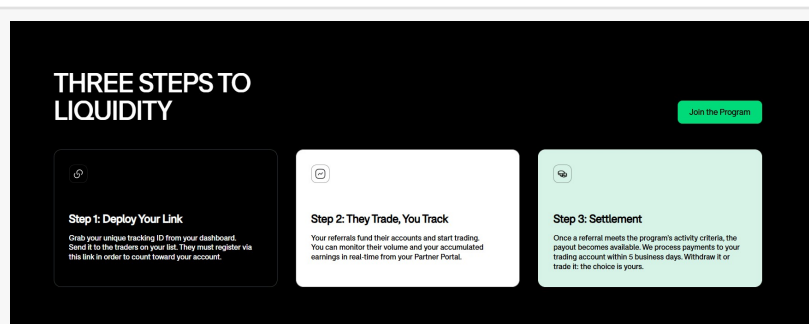 THREE STEPS TO
LIQUIDITY
Join the Program
Step 1: Deploy Your Link
Grab your unique tracking ID from your dashboard.
Send it to the traders on your list. They must register via
this link in order to count toward your account.
Step 2: They Trade, You Track
Your referrals fund their accounts and start trading.
You can monitor their volume and your accumulated
earnings in real-time from your Partner Portal.
Step 3: Settlement
Once a referral meets the program's activity criteria, the
payout becomes available. We process payments to your
trading account within 5 business days. Withdraw it or
trade it: the choice is yours.